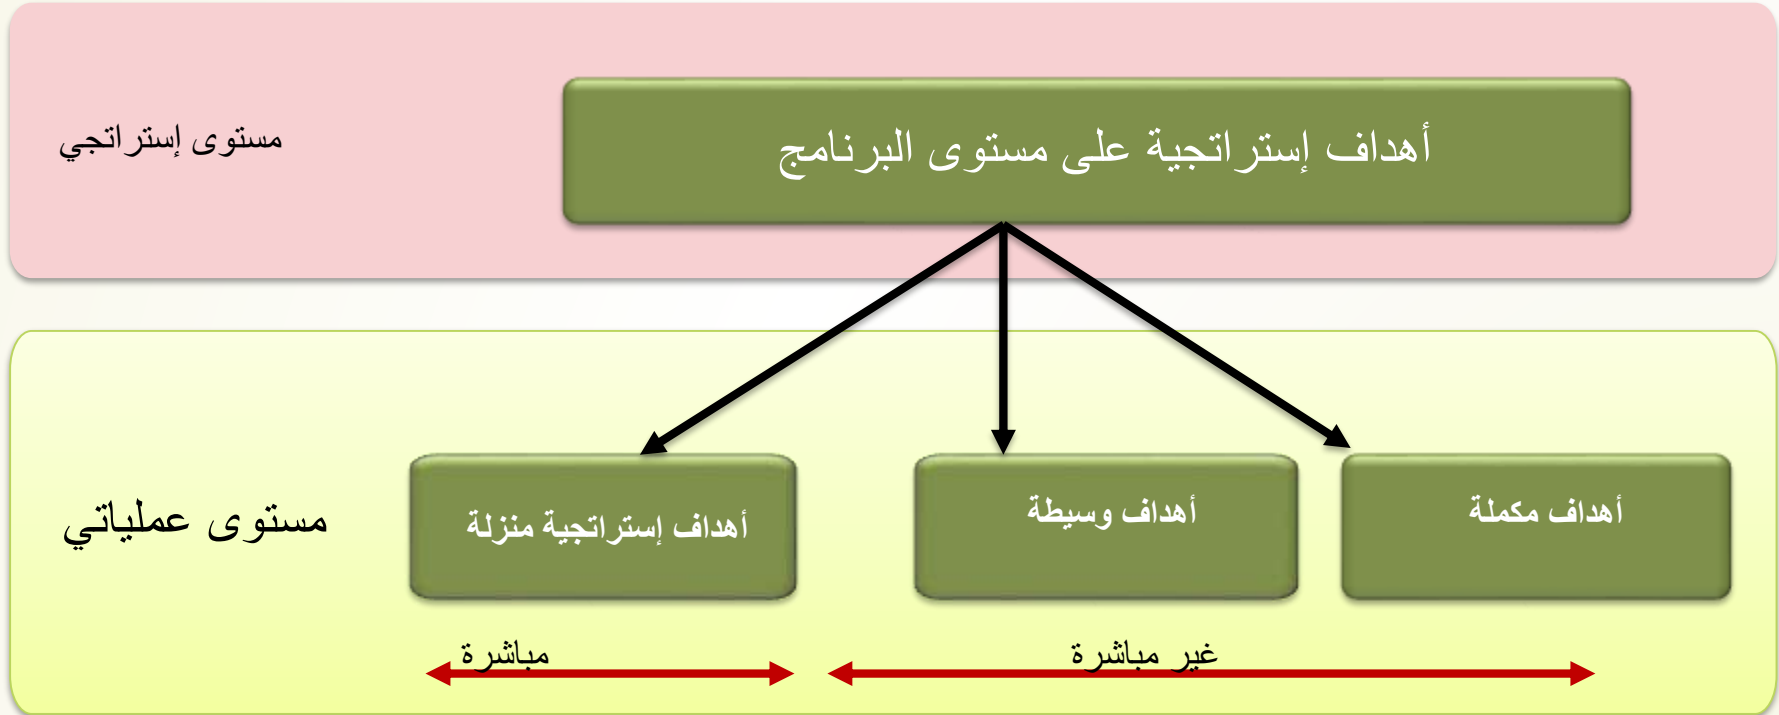 أهداف إستراتجية على مستوى البرنامج
مستوى إستراتجي
أهداف مكملة
أهداف وسيطة
أهداف إستراتجية منزلة
مستوى عملياتي
غير مباشرة
مباشرة